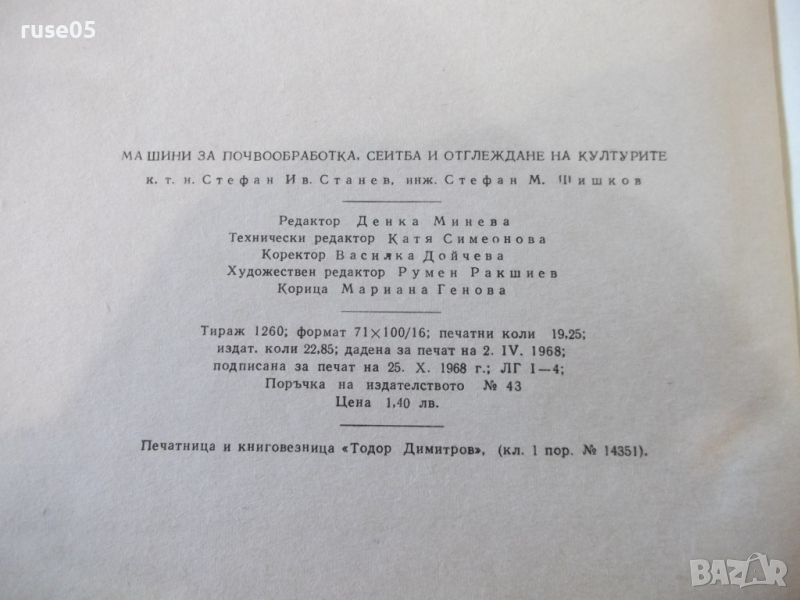 ruse05
МАШИНИ ЗА ПОЧВООБРАБОТКА, СЕИТБА И ОТГЛЕЖДАНЕ НА КУЛТУРИТЕ
к. т. н. Стефан Ив. Станев, инж. Стефан М. Шишков
Редактор Денка Минева
Технически редактор Катя Симеонова
Коректор Василка Дойчева
Художествен редактор Румен Ракшиев
Корица Мариана Генова
Тираж 1260; формат 71×100/16; печатни коли 19.25;
издат. коли 22.85; дадена за печат на 2. IV. 1968;
подписана за печат на 25. X. 1968 г.; ЛГ I—4;
Поръчка на издателството № 43
Цена 1,40 лв.
Печатница и книговезница «Тодор Димитров», (кл. 1 пор. № 14351).
BAZAR